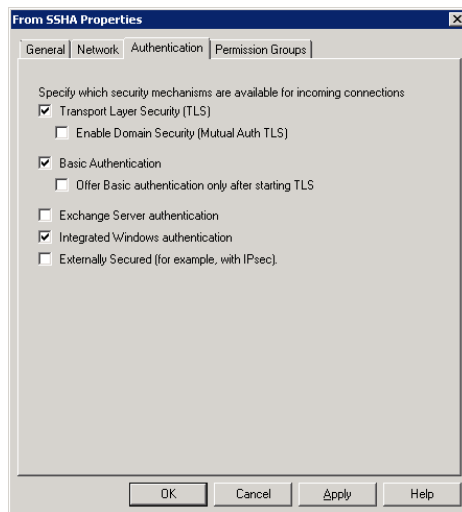 From SSHA Properties
General Network Authentication Permission Groups
Specify which security mechanisms are available for incoming connections
Transport Layer Security (TLS)
Enable Domain Security (Mutual Auth TLS)
Basic Authentication
Offer Basic authentication only after starting TLS
Exchange Server authentication
Integrated Windows authentication
Externally Secured (for example, with IPsec).
OK Cancel Apply Help